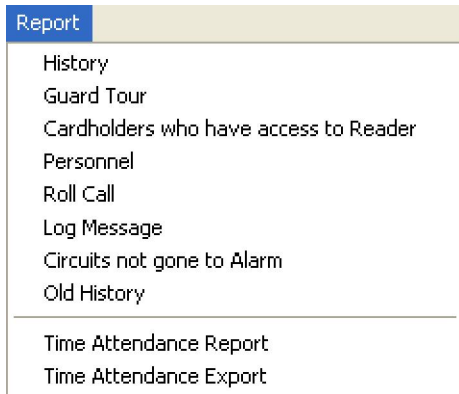 Report
History
Guard Tour
Cardholders who have access to Reader
Personnel
Roll Call
Log Message
Circuits not gone to Alarm
Old History
Time Attendance Report
Time Attendance Export